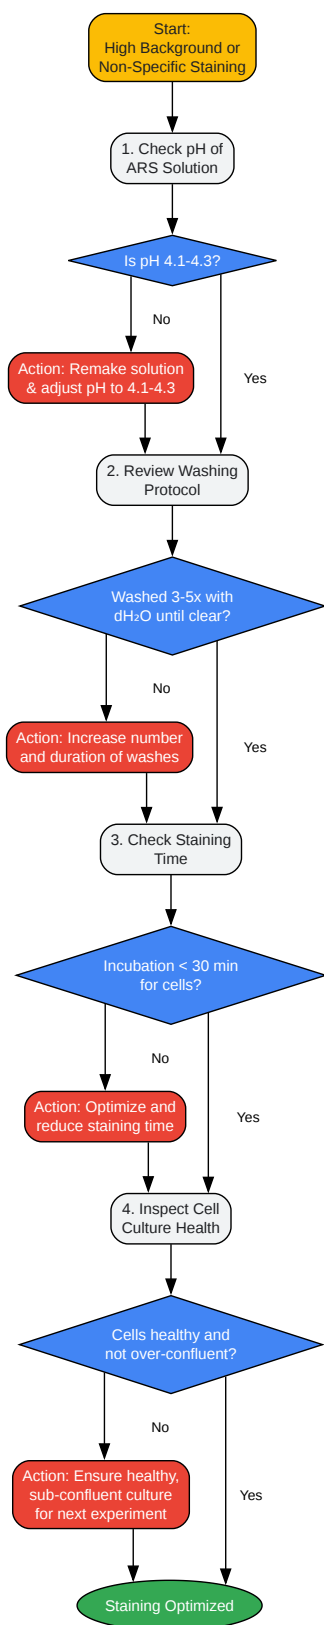 Start:
High Background or
Non-Specific Staining
1. Check pH of
ARS Solution
Is pH 4.1-4.3?
No
Action: Remake solution
& adjust pH to 4.1-4.3
Yes
2. Review Washing
Protocol
Washed 3-5x with
dH₂O until clear?
No
Action: Increase number
and duration of washes
Yes
3. Check Staining
Time
Incubation < 30 min
for cells?
No
Action: Optimize and
reduce staining time
Yes
4. Inspect Cell
Culture Health
Cells healthy and
not over-confluent?
No
Action: Ensure healthy,
sub-confluent culture
for next experiment
Yes
Staining Optimized